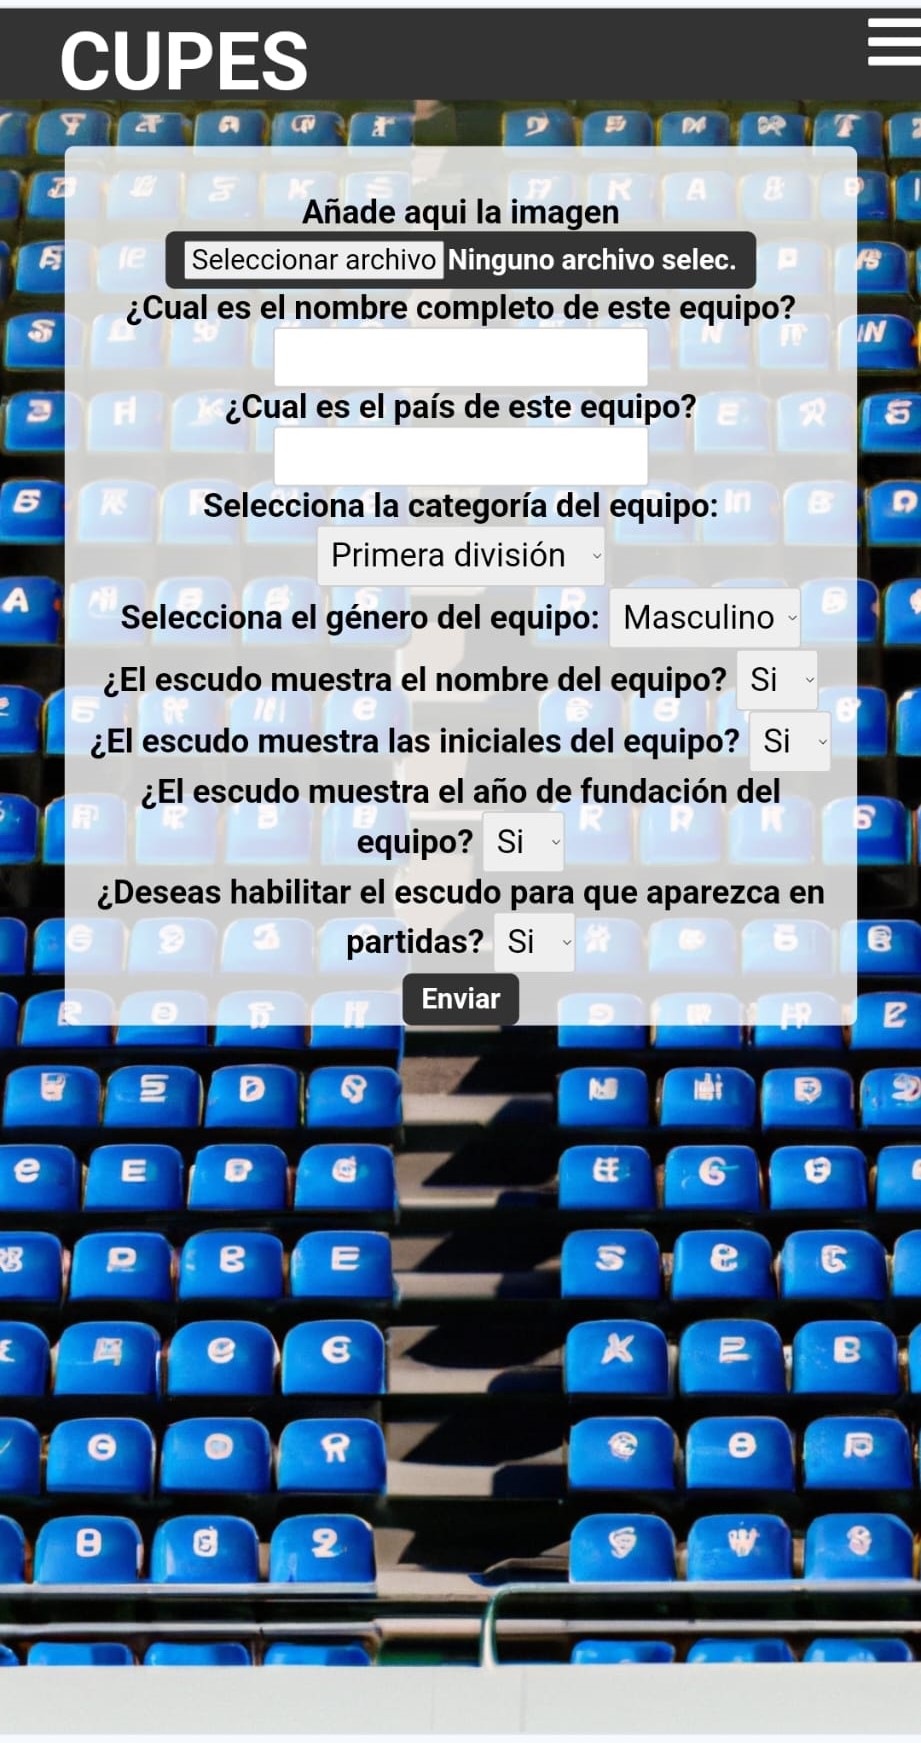 CUPES
Añade aqui la imagen
Seleccionar archivo Ninguno archivo selec.
¿Cual es el nombre completo de este equipo?
¿Cual es el país de este equipo?
Selecciona la categoría del equipo:
Primera división
Selecciona el género del equipo: Masculino
¿El escudo muestra el nombre del equipo? Si
¿El escudo muestra las iniciales del equipo? Si
¿El escudo muestra el año de fundación del
equipo? Si
¿Deseas habilitar el escudo para que aparezca en
partidas? Si
Enviar